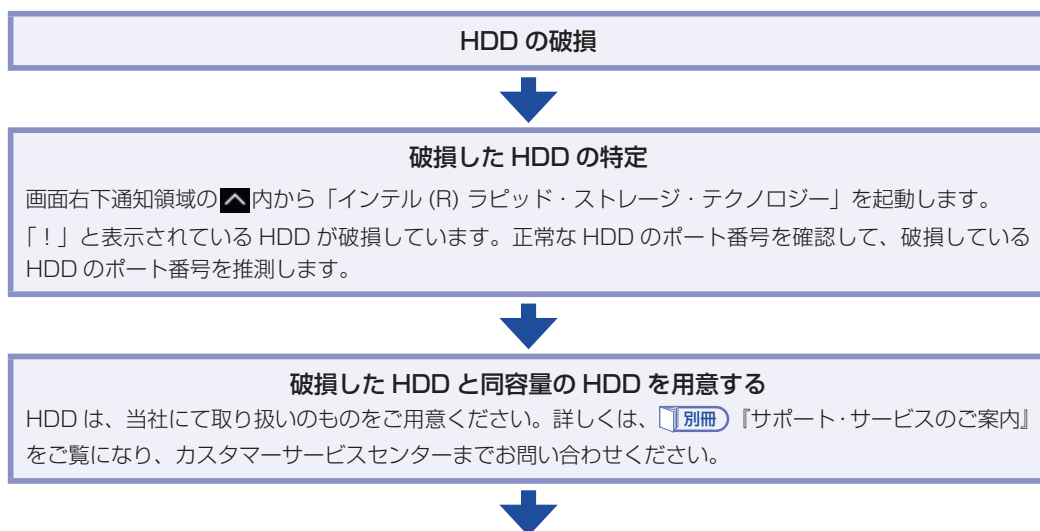 HDD の破損
破損した HDD の特定
画面右下通知領域の 内から「インテル (R) ラピッド・ストレージ・テクノロジー」を起動します。
「！」と表示されている HDD が破損しています。正常な HDD のポート番号を確認して、破損している
HDD のポート番号を推測します。
破損した HDD と同容量の HDD を用意する
HDD は、当社にて取り扱いのものをご用意ください。詳しくは、 別冊 『サポート・サービスのご案内』
をご覧になり、カスタマーサービスセンターまでお問い合わせください。